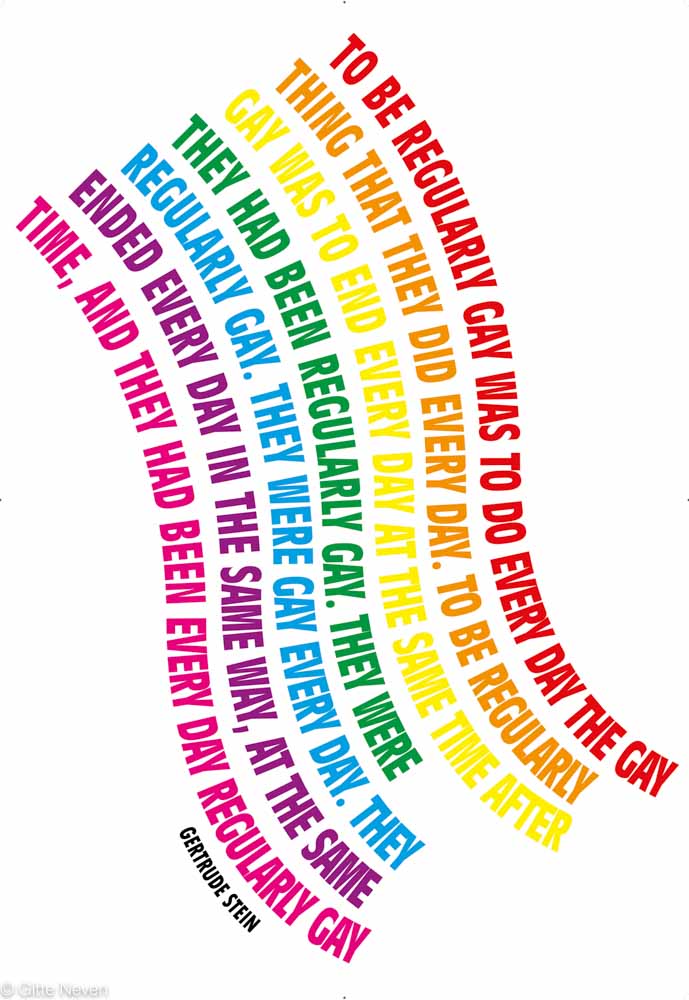 TO BE REGULARLY GAY WAS TO DO EVERY DAY THE GAY
THING THAT THEY DID EVERY DAY. TO BE REGULARLY
GAY WAS TO END EVERY DAY AT THE SAME TIME AFTER
THEY HAD BEEN REGULARLY GAY. THEY WERE
REGULARLY GAY. THEY WERE GAY EVERY DAY. THEY
ENDED EVERY DAY IN THE SAME WAY, AT THE SAME
TIME, AND THEY HAD BEEN EVERY DAY REGULARLY GAY
GERTRUDE STEIN
© Gitte Neven